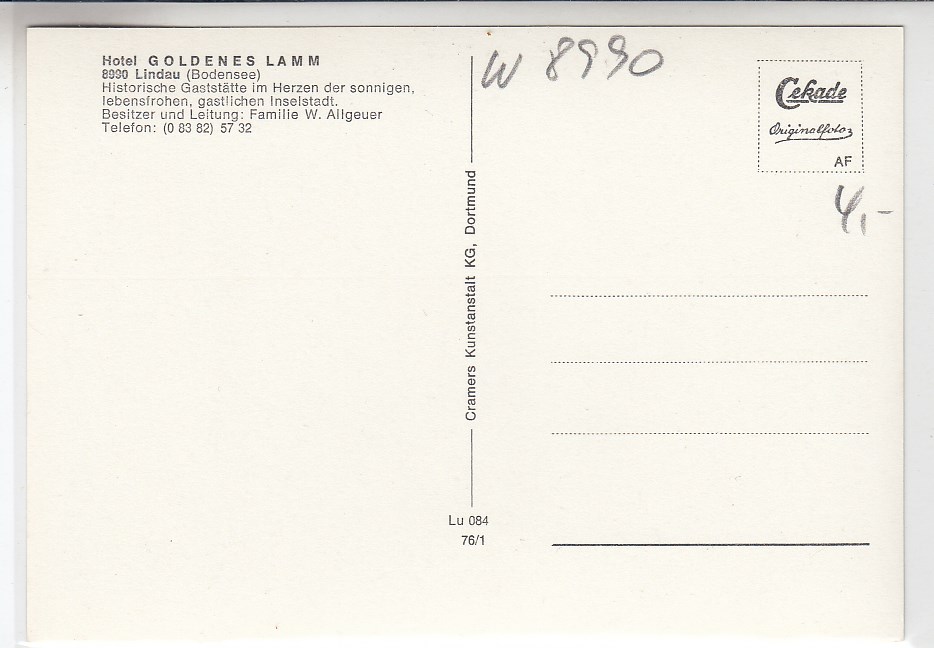 Hotel GOLDENES LAMM
8990 Lindau (Bodensee)
Historische Gaststätte im Herzen der sonnigen,
lebensfrohen, gastlichen Inselstadt.
Besitzer und Leitung: Familie W. Allgeuer
Telefon: (0 83 82) 57 32
W 8990
Cekade
Originalfoto
AF
4,-
Cramers Kunstanstalt KG, Dortmund
Lu 084
76/1